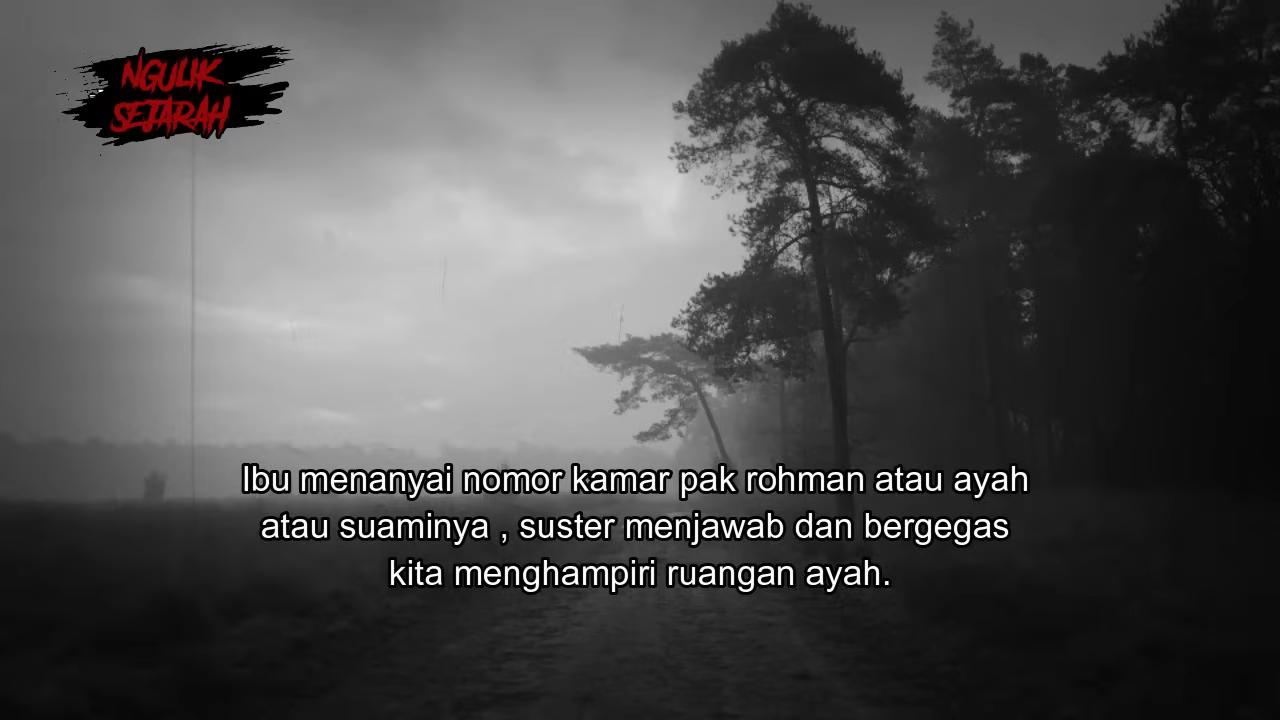 NGULIK
SEJARAH
Ibu menanyai nomor kamar pak rohman atau ayah
atau suaminya , suster menjawab dan bergegas
kita menghampiri ruangan ayah.